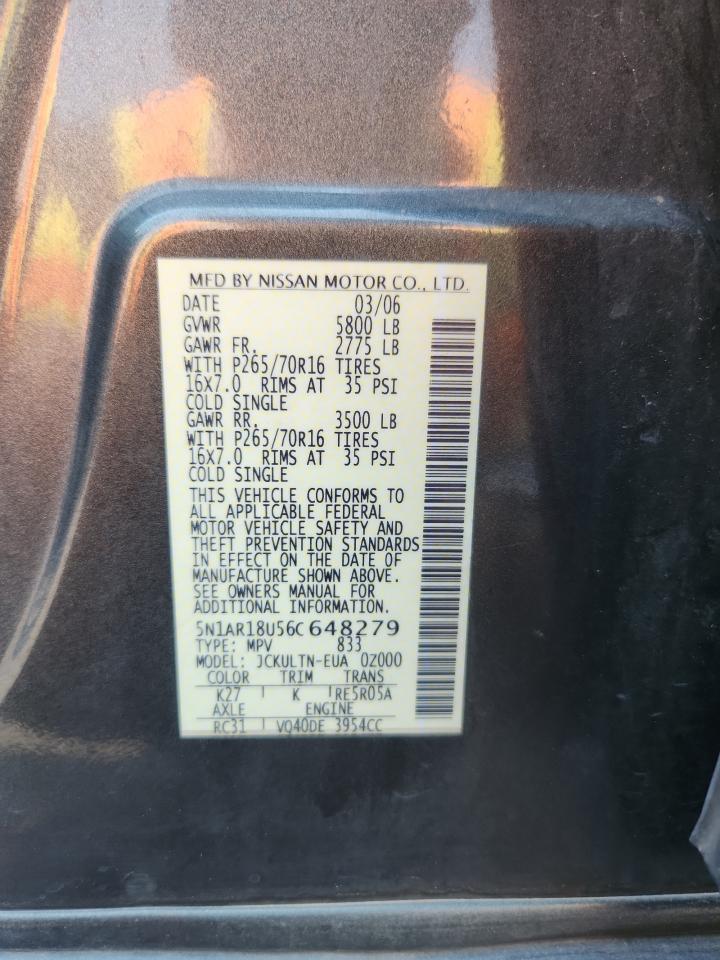 MFD BY NISSAN MOTOR CO., LTD.
DATE 03/06
GVWR 5800 LB
GAWR FR. 2775 LB
WITH P265/70R16 TIRES
16X7.0 RIMS AT 35 PSI
COLD SINGLE
GAWR RR. 3500 LB
WITH P265/70R16 TIRES
16X7.0 RIMS AT 35 PSI
COLD SINGLE
THIS VEHICLE CONFORMS TO
ALL APPLICABLE FEDERAL
MOTOR VEHICLE SAFETY AND
THEFT PREVENTION STANDARDS
IN EFFECT ON THE DATE OF
MANUFACTURE SHOWN ABOVE.
SEE OWNERS MANUAL FOR
ADDITIONAL INFORMATION.
5N1AR18U56C648279
TYPE: MPV 833
MODEL: JCKULTN-EUA 0Z000
COLOR TRIM TRANS
K27 K RE5R05A
AXLE ENGINE
RC31 VQ40DE 3954CC